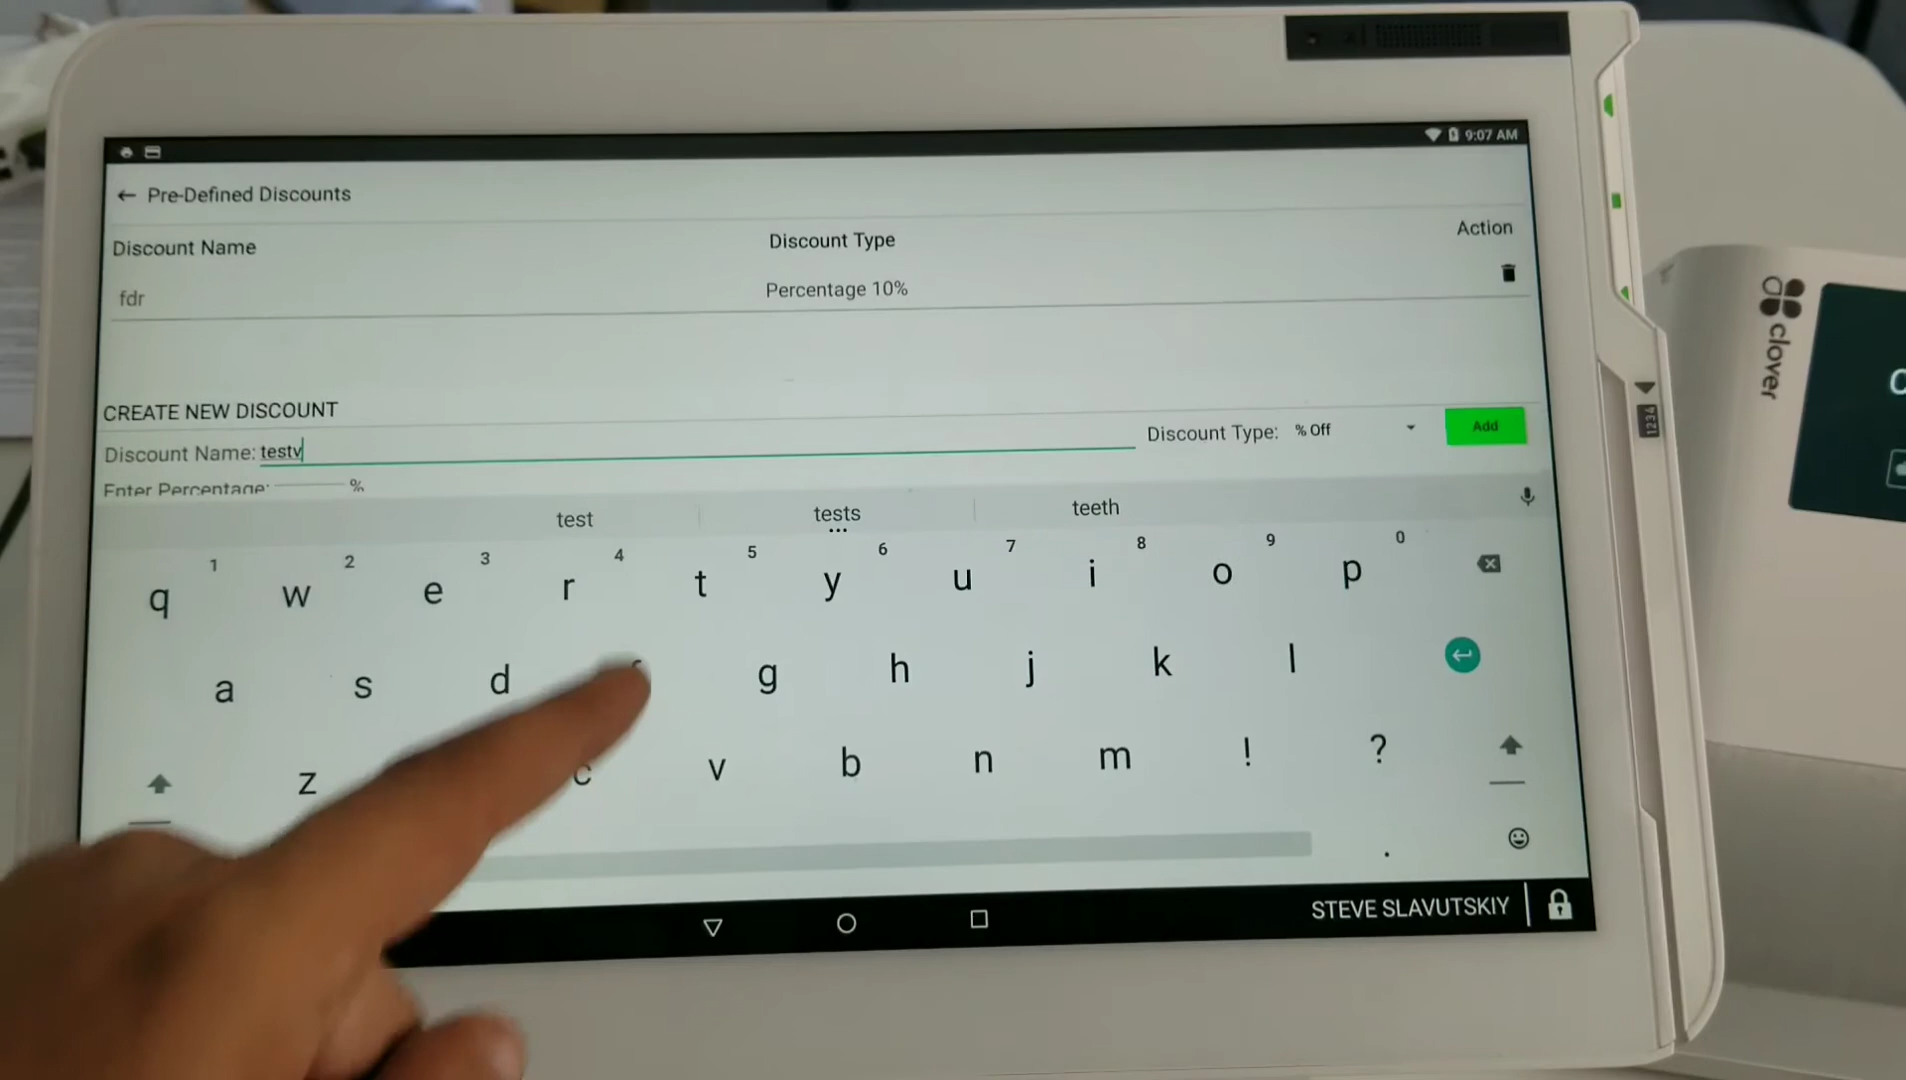 9:07 AM
← Pre-Defined Discounts
Discount Name Discount Type Action
fdr Percentage 10%
CREATE NEW DISCOUNT
Discount Name: testv Discount Type: % Off Add
Enter Percentage: %
test tests teeth
1 2 3 4 5 6 7 8 9 0
q w e r t y u i o p
a s d g h j k l
z c v b n m ! ?
.
STEVE SLAVUTSKIY
clover
1234